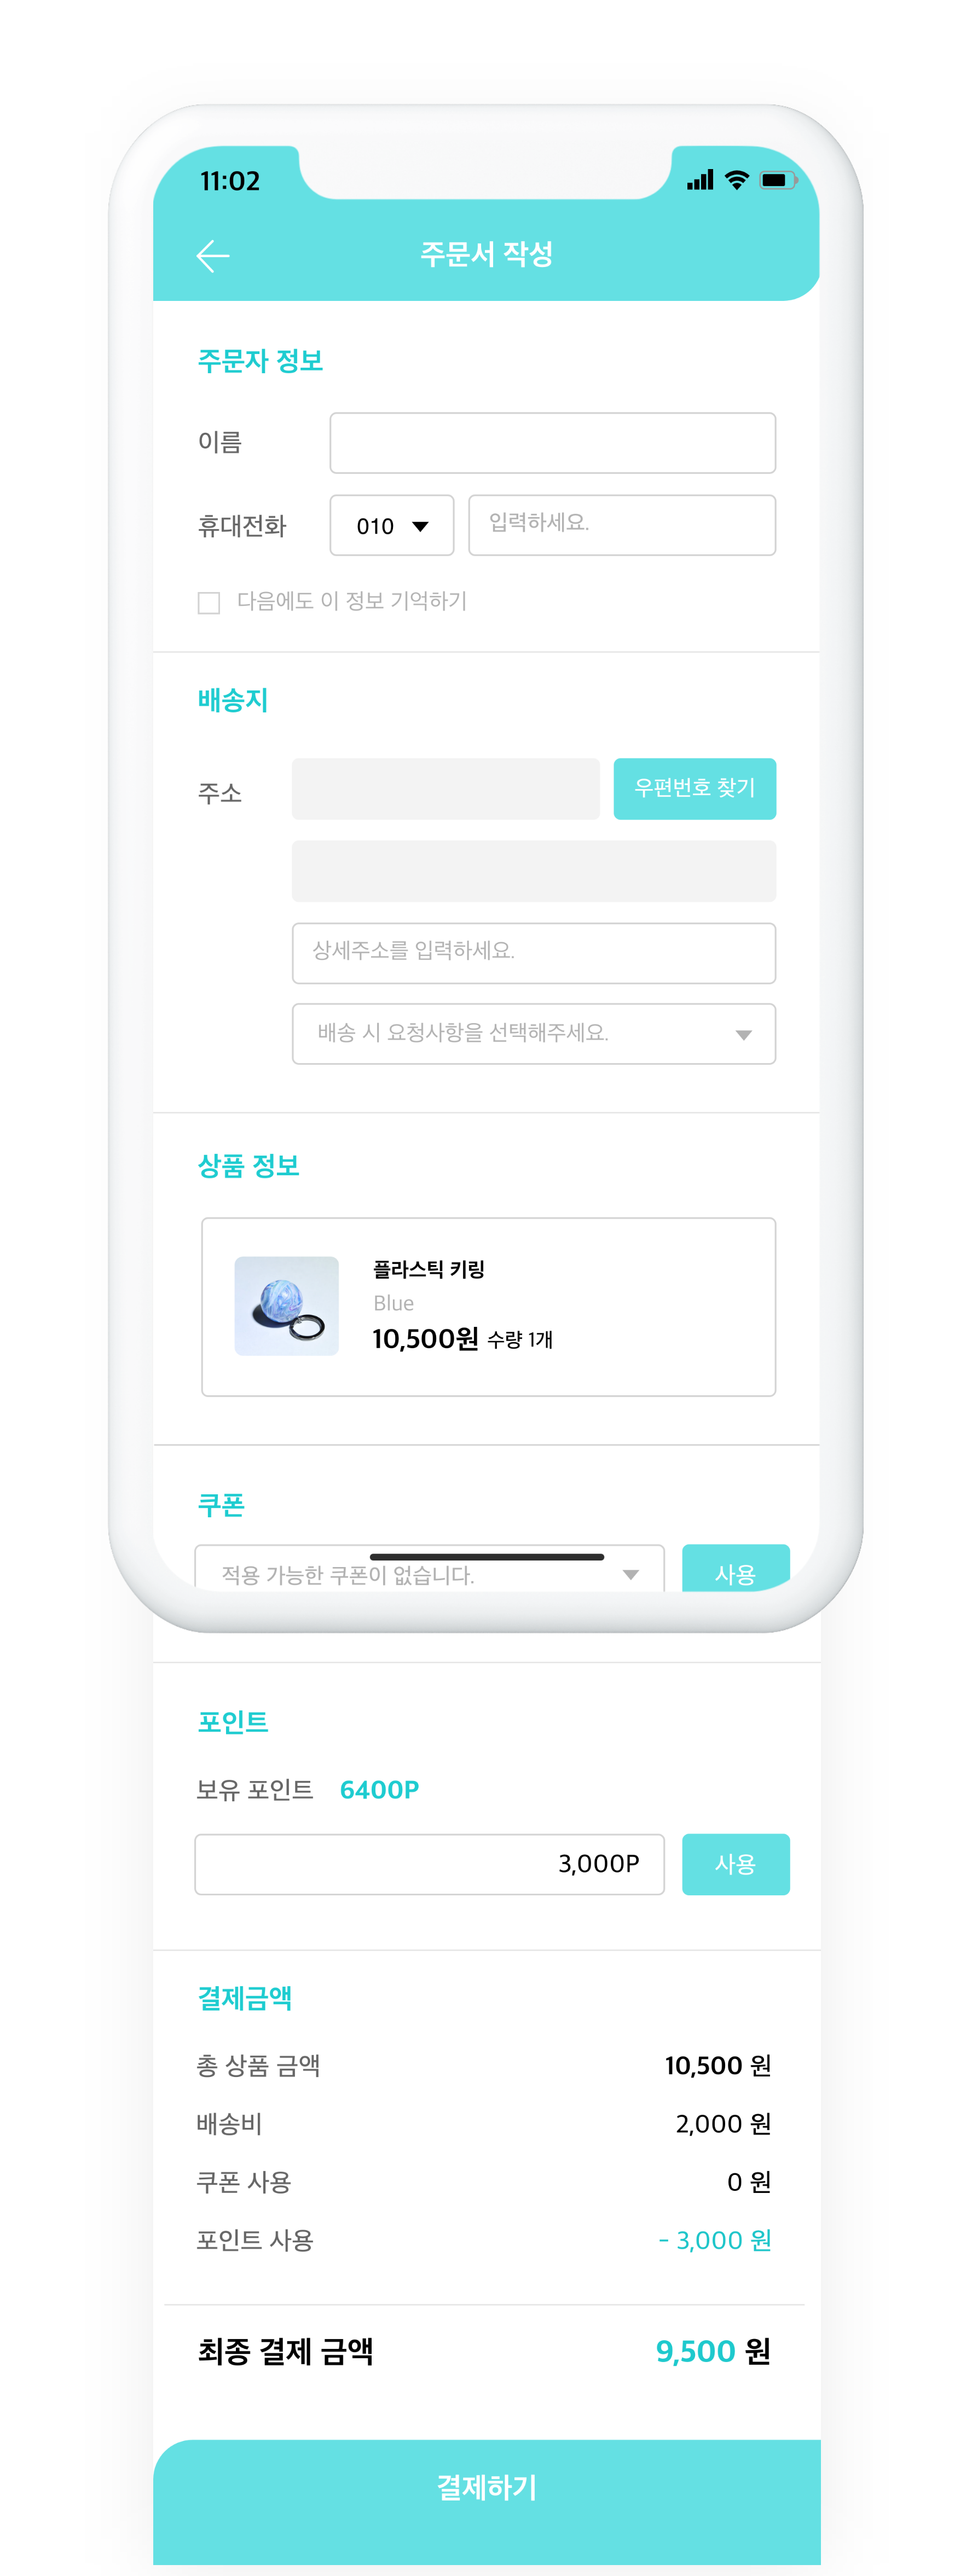 11:02
주문서 작성
주문자 정보
이름
휴대전화 010 입력하세요.
다음에도 이 정보 기억하기
배송지
주소 우편번호 찾기
상세주소를 입력하세요.
배송 시 요청사항을 선택해주세요.
상품 정보
플라스틱 키링
Blue
10,500원 수량 1개
쿠폰
적용 가능한 쿠폰이 없습니다. 사용
포인트
보유 포인트 6400P
3,000P 사용
결제금액
총 상품 금액 10,500 원
배송비 2,000 원
쿠폰 사용 0 원
포인트 사용 - 3,000 원
최종 결제 금액 9,500 원
결제하기